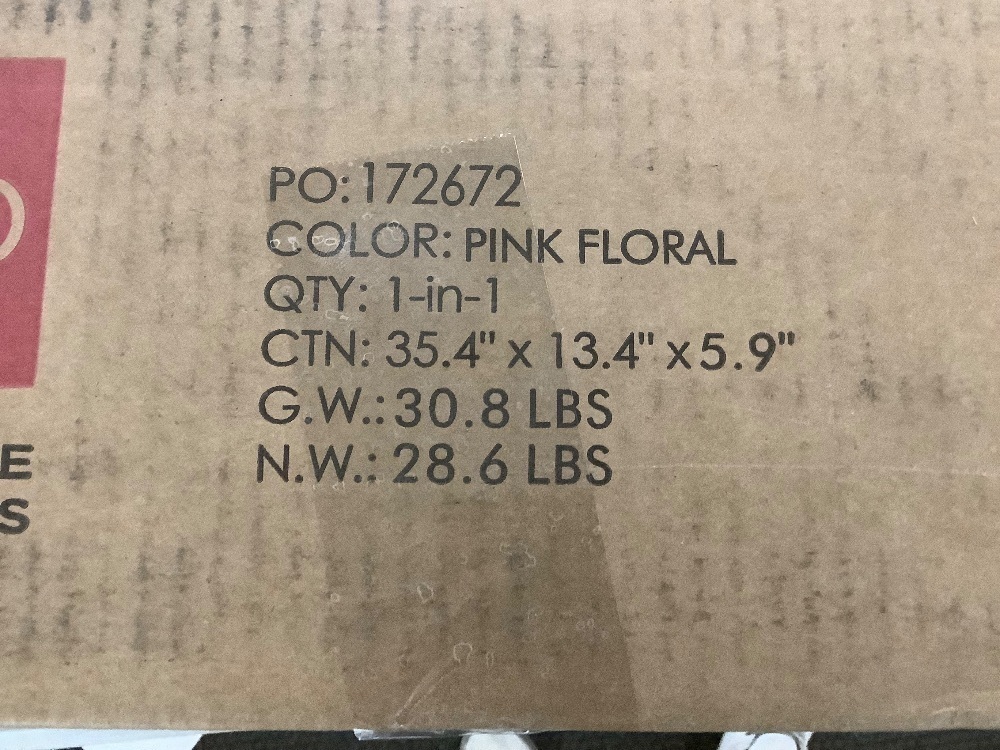 PO: 172672
COLOR: PINK FLORAL
QTY: 1-in-1
CTN: 35.4" x 13.4" x 5.9"
G.W.: 30.8 LBS
N.W.: 28.6 LBS
E
S